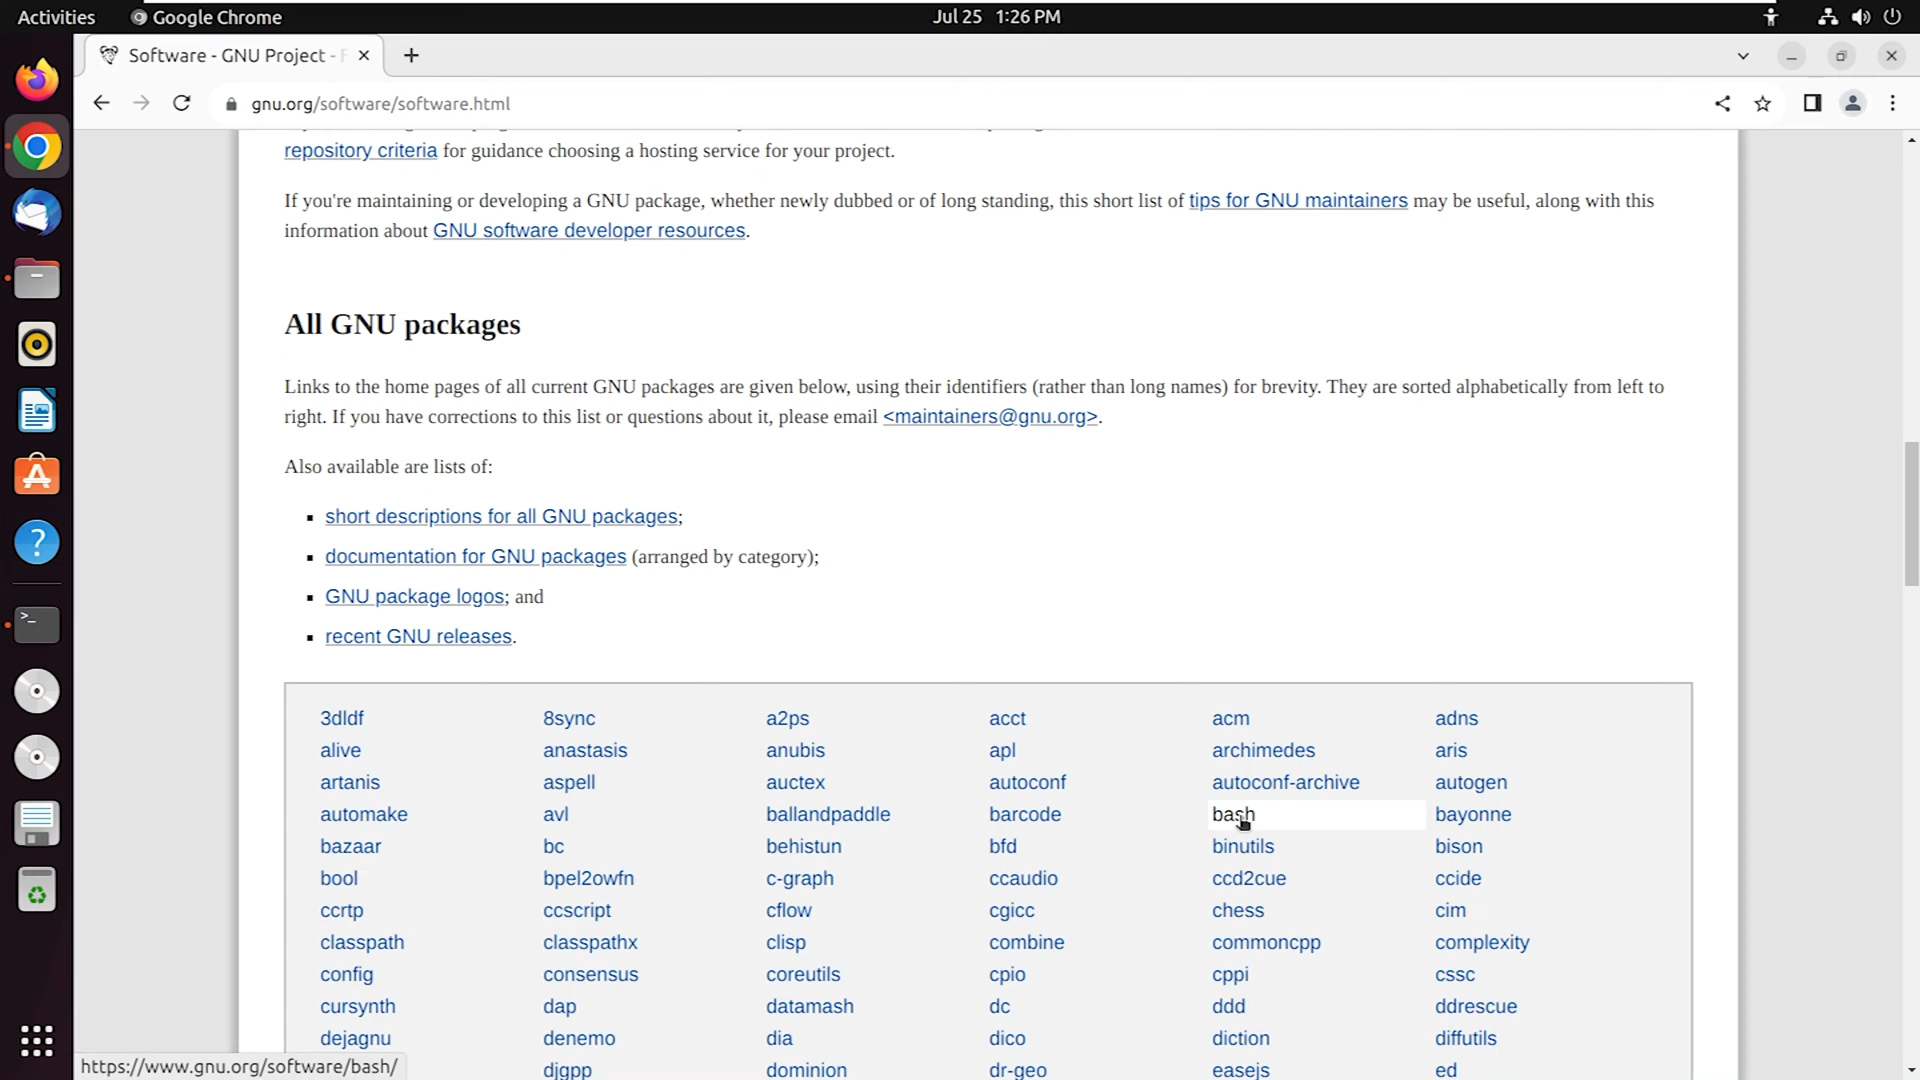 Activities
Google Chrome
Jul 25 1:26 PM
Software - GNU Project -
gnu.org/software/software.html
repository criteria for guidance choosing a hosting service for your project.
If you're maintaining or developing a GNU package, whether newly dubbed or of long standing, this short list of tips for GNU maintainers may be useful, along with this
information about GNU software developer resources.
All GNU packages
Links to the home pages of all current GNU packages are given below, using their identifiers (rather than long names) for brevity. They are sorted alphabetically from left to
right. If you have corrections to this list or questions about it, please email <maintainers@gnu.org>.
Also available are lists of:
short descriptions for all GNU packages;
documentation for GNU packages (arranged by category);
GNU package logos; and
recent GNU releases.
3dldf 8sync a2ps acct acm adns
alive anastasis anubis apl archimedes aris
artanis aspell auctex autoconf autoconf-archive autogen
automake avl ballandpaddle barcode bash bayonne
bazaar bc behistun bfd binutils bison
bool bpel2owfn c-graph ccaudio ccd2cue ccide
ccrtp ccscript cflow cgicc chess cim
classpath classpathx clisp combine commoncpp complexity
config consensus coreutils cpio cppi cssc
cursynth dap datamash dc ddd ddrescue
dejagnu denemo dia dico diction diffutils
djgpp dominion dr-geo easejs ed
https://www.gnu.org/software/bash/